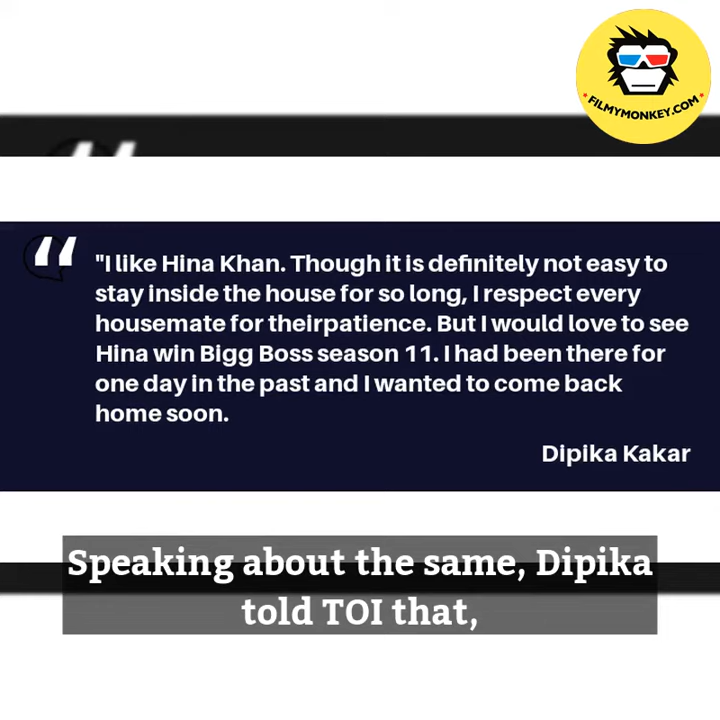 FILMYMONKEY.COM
"I like Hina Khan. Though it is definitely not easy to
stay inside the house for so long, I respect every
housemate for theirpatience. But I would love to see
Hina win Bigg Boss season 11. I had been there for
one day in the past and I wanted to come back
home soon.
Dipika Kakar
Speaking about the same, Dipika
told TOI that,